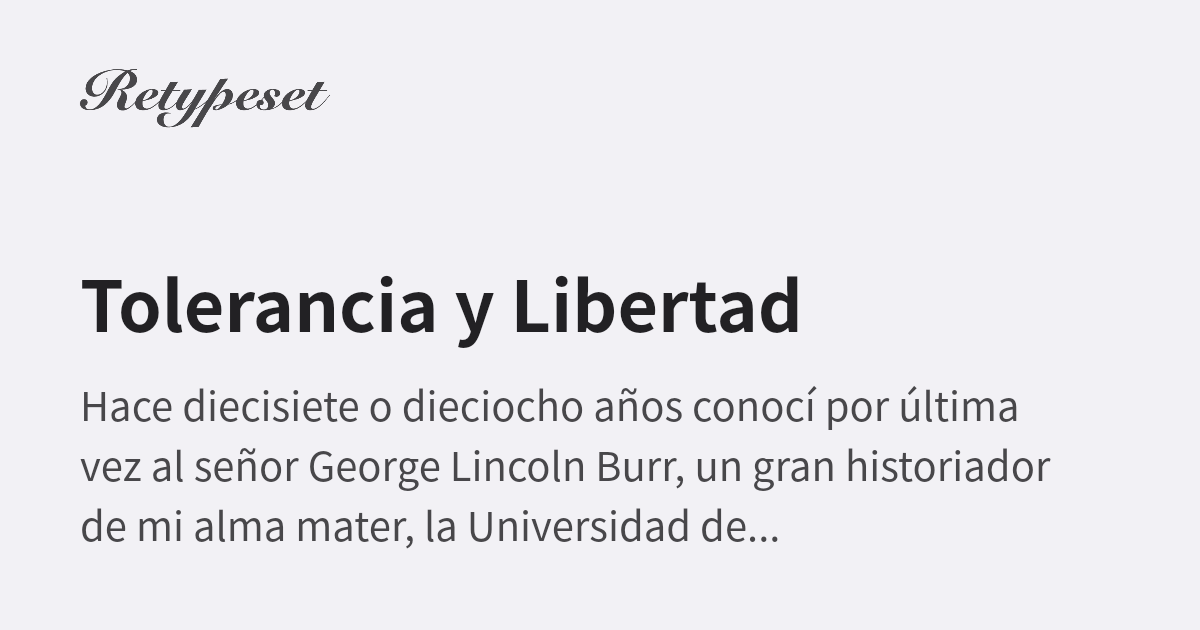 Retypeset
Tolerancia y Libertad
Hace diecisiete o dieciocho años conocí por última
vez al señor George Lincoln Burr, un gran historiador
de mi alma mater, la Universidad de...